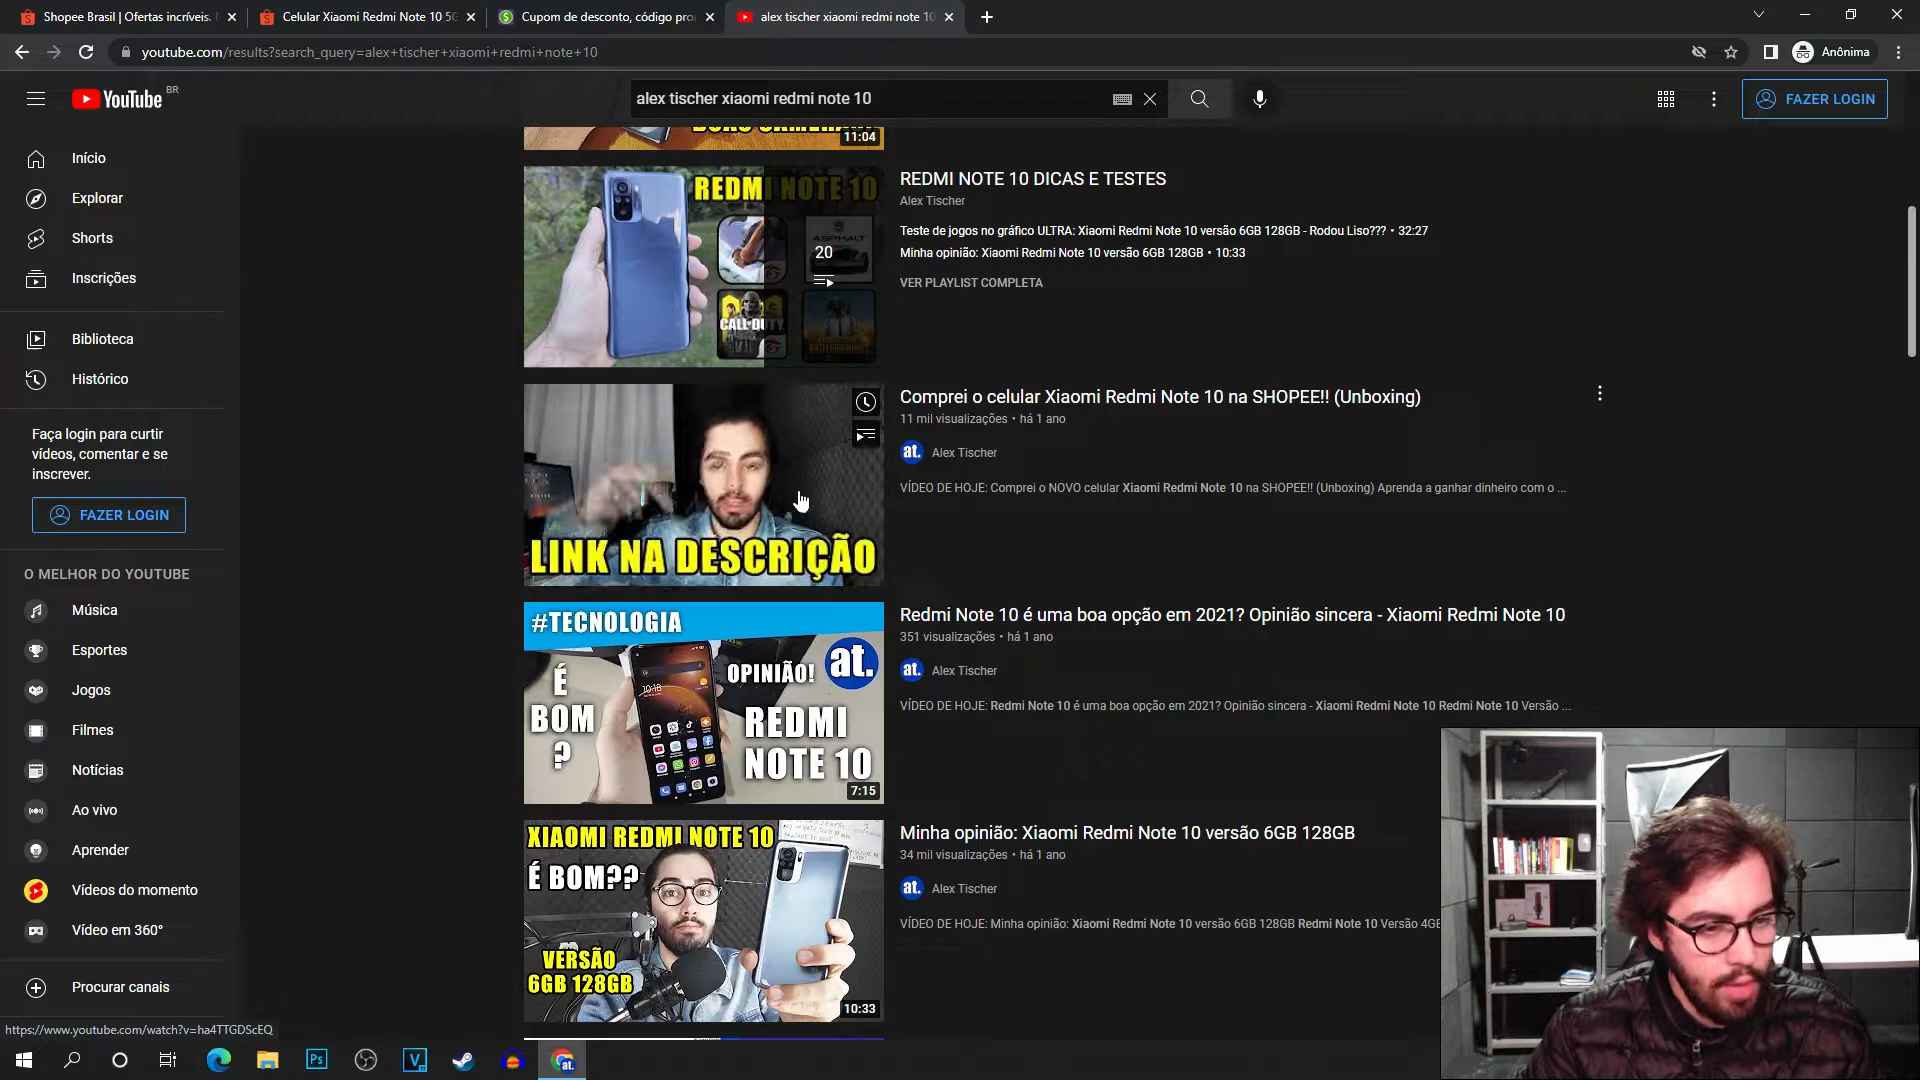 Shopee Brasil | Ofertas incríveis.
Celular Xiaomi Redmi Note 10 5G
Cupom de desconto, código pro
alex tischer xiaomi redmi note 10
youtube.com/results?search_query=alex+tischer+xiaomi+redmi+note+10
Anônima
YouTube BR
alex tischer xiaomi redmi note 10
FAZER LOGIN
Início
Explorar
Shorts
Inscrições
Biblioteca
Histórico
Faça login para curtir
vídeos, comentar e se
inscrever.
FAZER LOGIN
O MELHOR DO YOUTUBE
Música
Esportes
Jogos
Filmes
Notícias
Ao vivo
Aprender
Vídeos do momento
Vídeo em 360°
Procurar canais
https://www.youtube.com/watch?v=ha4TTGDScEQ
11:04
REDMI NOTE 10
ASPHALT
20
CALL·DUTY
REDMI NOTE 10 DICAS E TESTES
Alex Tischer
Teste de jogos no gráfico ULTRA: Xiaomi Redmi Note 10 versão 6GB 128GB - Rodou Liso??? • 32:27
Minha opinião: Xiaomi Redmi Note 10 versão 6GB 128GB • 10:33
VER PLAYLIST COMPLETA
LINK NA DESCRIÇÃO
Comprei o celular Xiaomi Redmi Note 10 na SHOPEE!! (Unboxing)
11 mil visualizações • há 1 ano
at. Alex Tischer
VÍDEO DE HOJE: Comprei o NOVO celular Xiaomi Redmi Note 10 na SHOPEE!! (Unboxing) Aprenda a ganhar dinheiro com o ...
#TECNOLOGIA
at.
É
BOM
?
10:18
OPINIÃO!
REDMI
NOTE 10
7:15
Redmi Note 10 é uma boa opção em 2021? Opinião sincera - Xiaomi Redmi Note 10
351 visualizações • há 1 ano
at. Alex Tischer
VÍDEO DE HOJE: Redmi Note 10 é uma boa opção em 2021? Opinião sincera - Xiaomi Redmi Note 10 Redmi Note 10 Versão ...
XIAOMI REDMI NOTE 10
É BOM??
VERSÃO
6GB 128GB
10:33
Minha opinião: Xiaomi Redmi Note 10 versão 6GB 128GB
34 mil visualizações • há 1 ano
at. Alex Tischer
VÍDEO DE HOJE: Minha opinião: Xiaomi Redmi Note 10 versão 6GB 128GB Redmi Note 10 Versão 4GB
Ps
V
at.